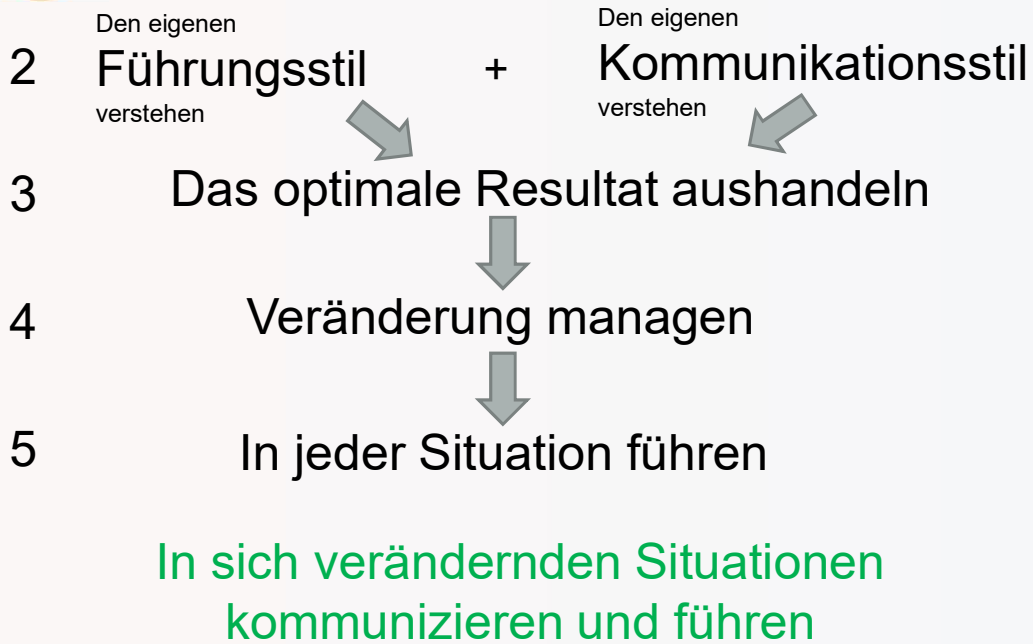 Den eigenen
Den eigenen
2 Führungsstil + Kommunikationsstil
verstehen
verstehen
3 Das optimale Resultat aushandeln
4 Veränderung managen
5 In jeder Situation führen
In sich verändernden Situationen
kommunizieren und führen